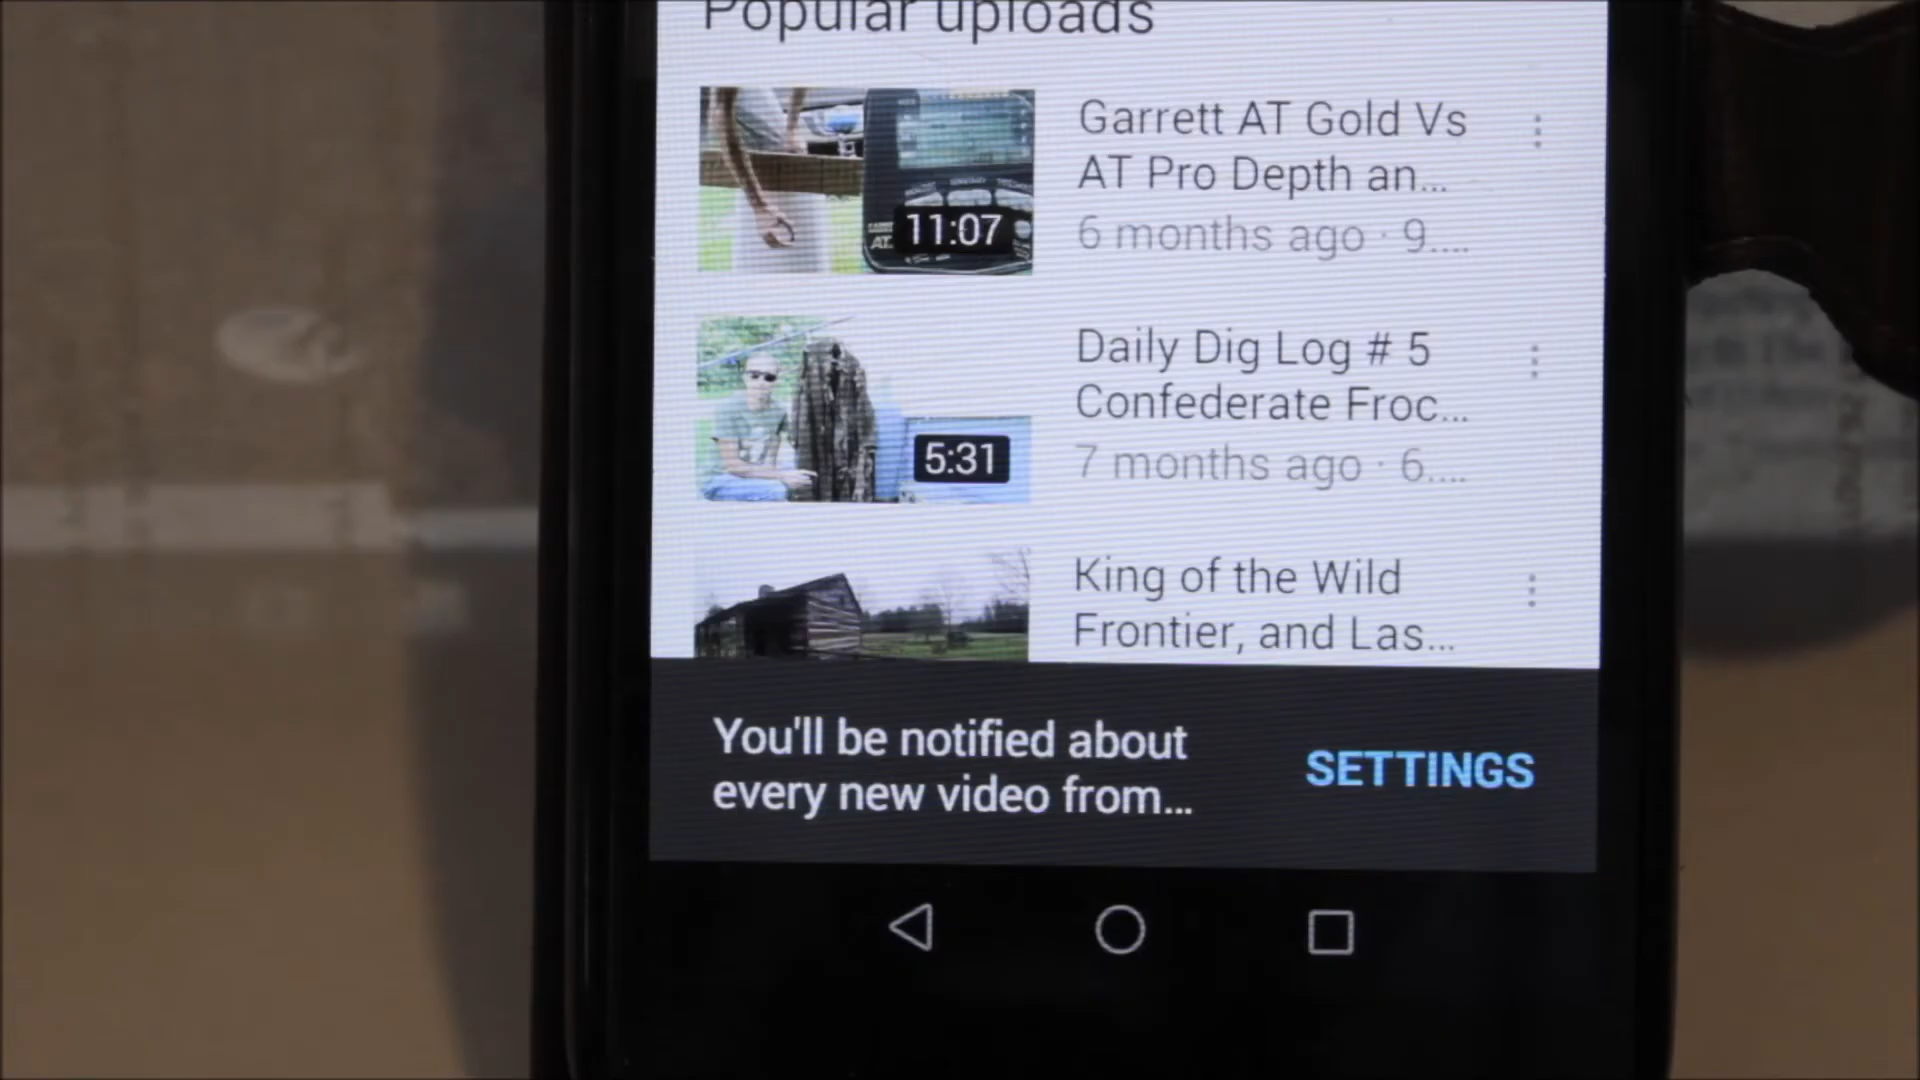 Popular uploads
Garrett AT Gold Vs
AT Pro Depth an...
11:07
6 months ago · 9....
Daily Dig Log # 5
Confederate Froc...
5:31
7 months ago · 6....
King of the Wild
Frontier, and Las...
You'll be notified about
every new video from...
SETTINGS